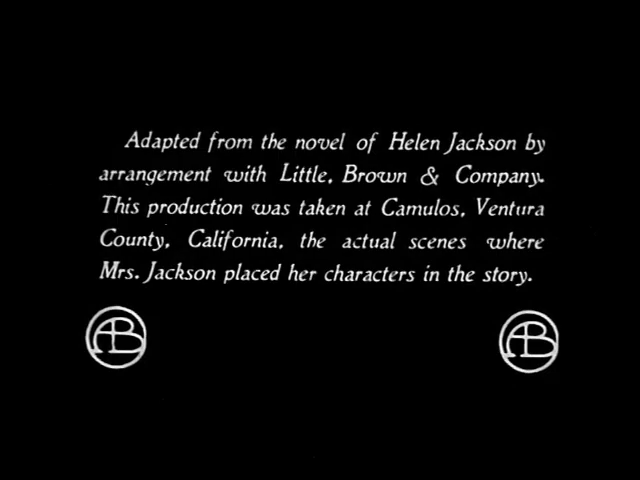 Adapted from the novel of Helen Jackson by
arrangement with Little, Brown & Company.
This production was taken at Camulos, Ventura
County, California, the actual scenes where
Mrs. Jackson placed her characters in the story.
AB AB